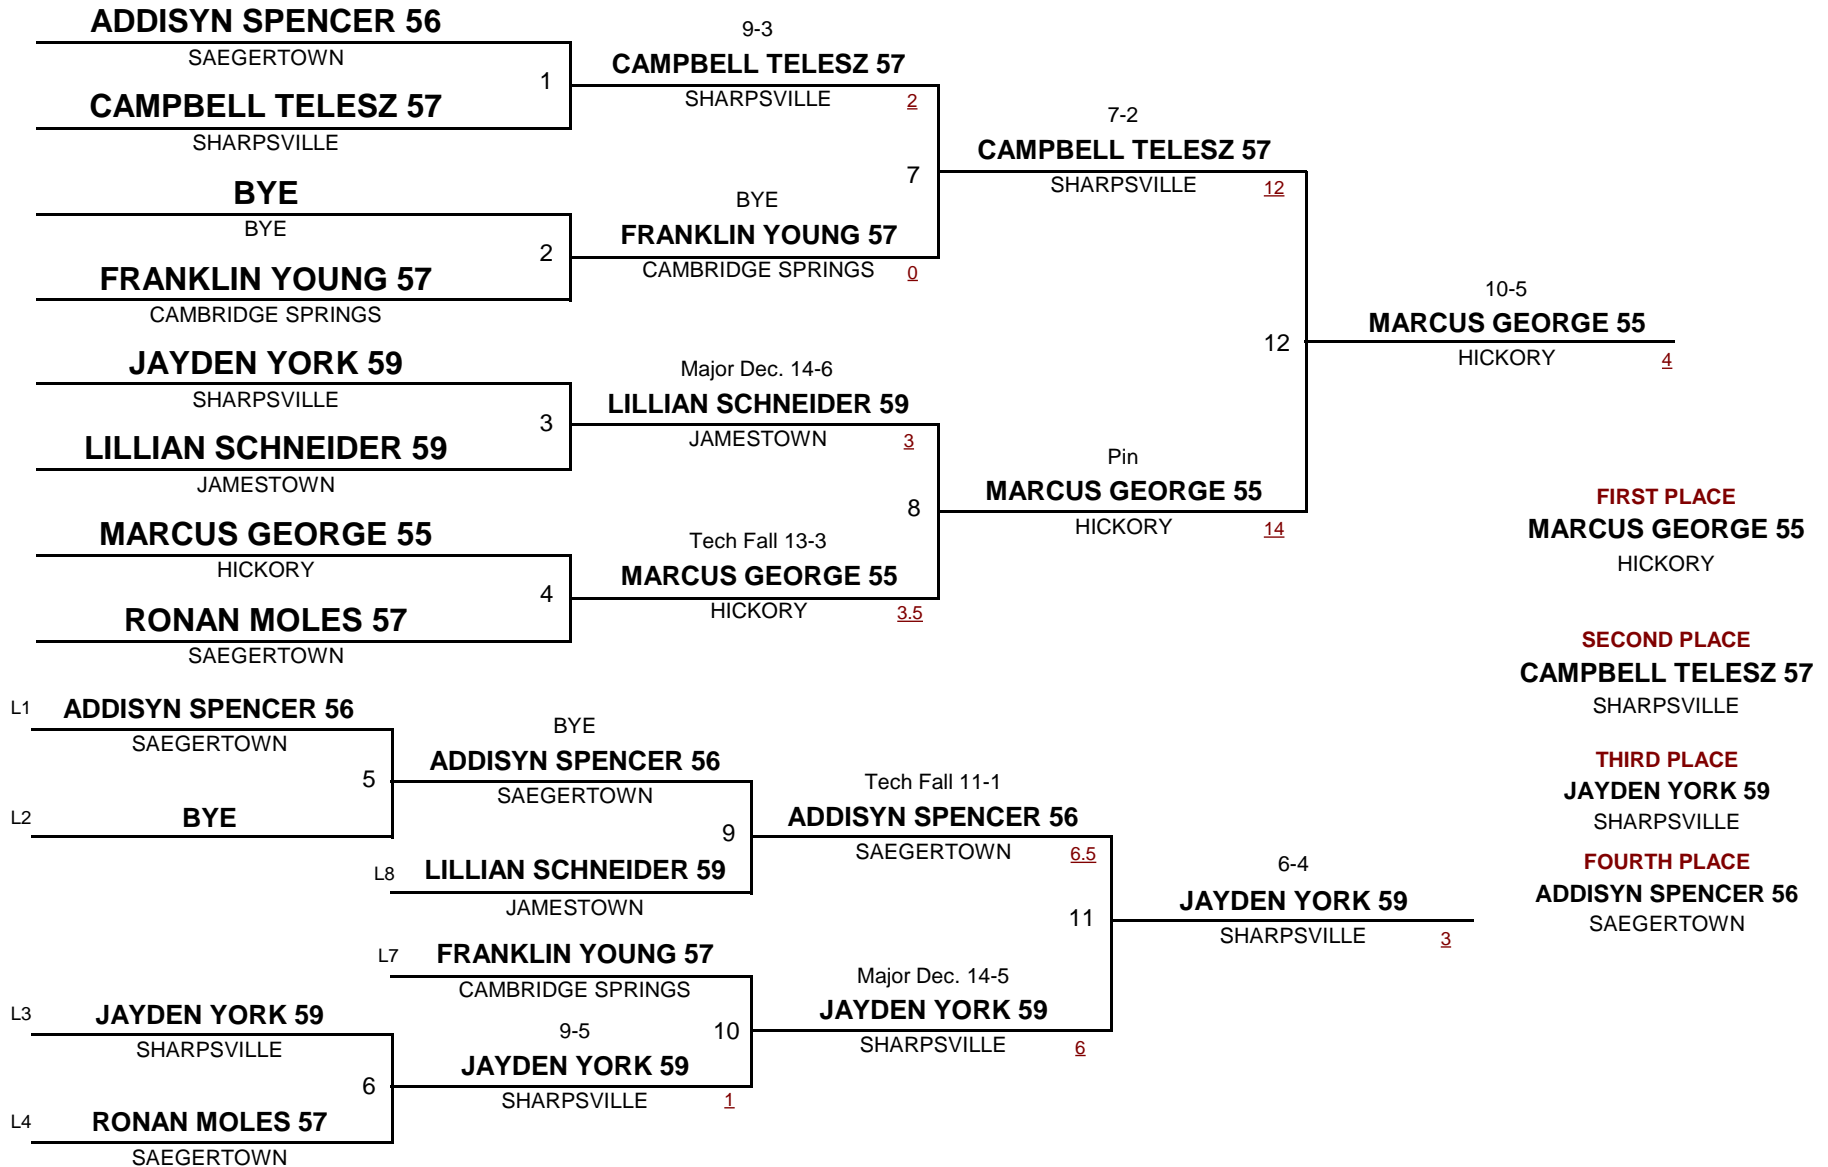 ADDISYN SPENCER 56
SAEGERTOWN
1
CAMPBELL TELESZ 57
SHARPSVILLE
BYE
BYE
2
FRANKLIN YOUNG 57
CAMBRIDGE SPRINGS
JAYDEN YORK 59
SHARPSVILLE
3
LILLIAN SCHNEIDER 59
JAMESTOWN
MARCUS GEORGE 55
HICKORY
4
RONAN MOLES 57
SAEGERTOWN
9-3
CAMPBELL TELESZ 57
SHARPSVILLE 2
7
BYE
FRANKLIN YOUNG 57
CAMBRIDGE SPRINGS 0
Major Dec. 14-6
LILLIAN SCHNEIDER 59
JAMESTOWN 3
8
Tech Fall 13-3
MARCUS GEORGE 55
HICKORY 3.5
7-2
CAMPBELL TELESZ 57
SHARPSVILLE 12
12
Pin
MARCUS GEORGE 55
HICKORY 14
10-5
MARCUS GEORGE 55
HICKORY 4
FIRST PLACE
MARCUS GEORGE 55
HICKORY
SECOND PLACE
CAMPBELL TELESZ 57
SHARPSVILLE
THIRD PLACE
JAYDEN YORK 59
SHARPSVILLE
FOURTH PLACE
ADDISYN SPENCER 56
SAEGERTOWN
L1 ADDISYN SPENCER 56
SAEGERTOWN
5
L2 BYE
L3 JAYDEN YORK 59
SHARPSVILLE
6
L4 RONAN MOLES 57
SAEGERTOWN
BYE
ADDISYN SPENCER 56
SAEGERTOWN
9
L8 LILLIAN SCHNEIDER 59
JAMESTOWN
L7 FRANKLIN YOUNG 57
CAMBRIDGE SPRINGS
10
9-5
JAYDEN YORK 59
SHARPSVILLE 1
Tech Fall 11-1
ADDISYN SPENCER 56
SAEGERTOWN 6.5
11
Major Dec. 14-5
JAYDEN YORK 59
SHARPSVILLE 6
6-4
JAYDEN YORK 59
SHARPSVILLE 3